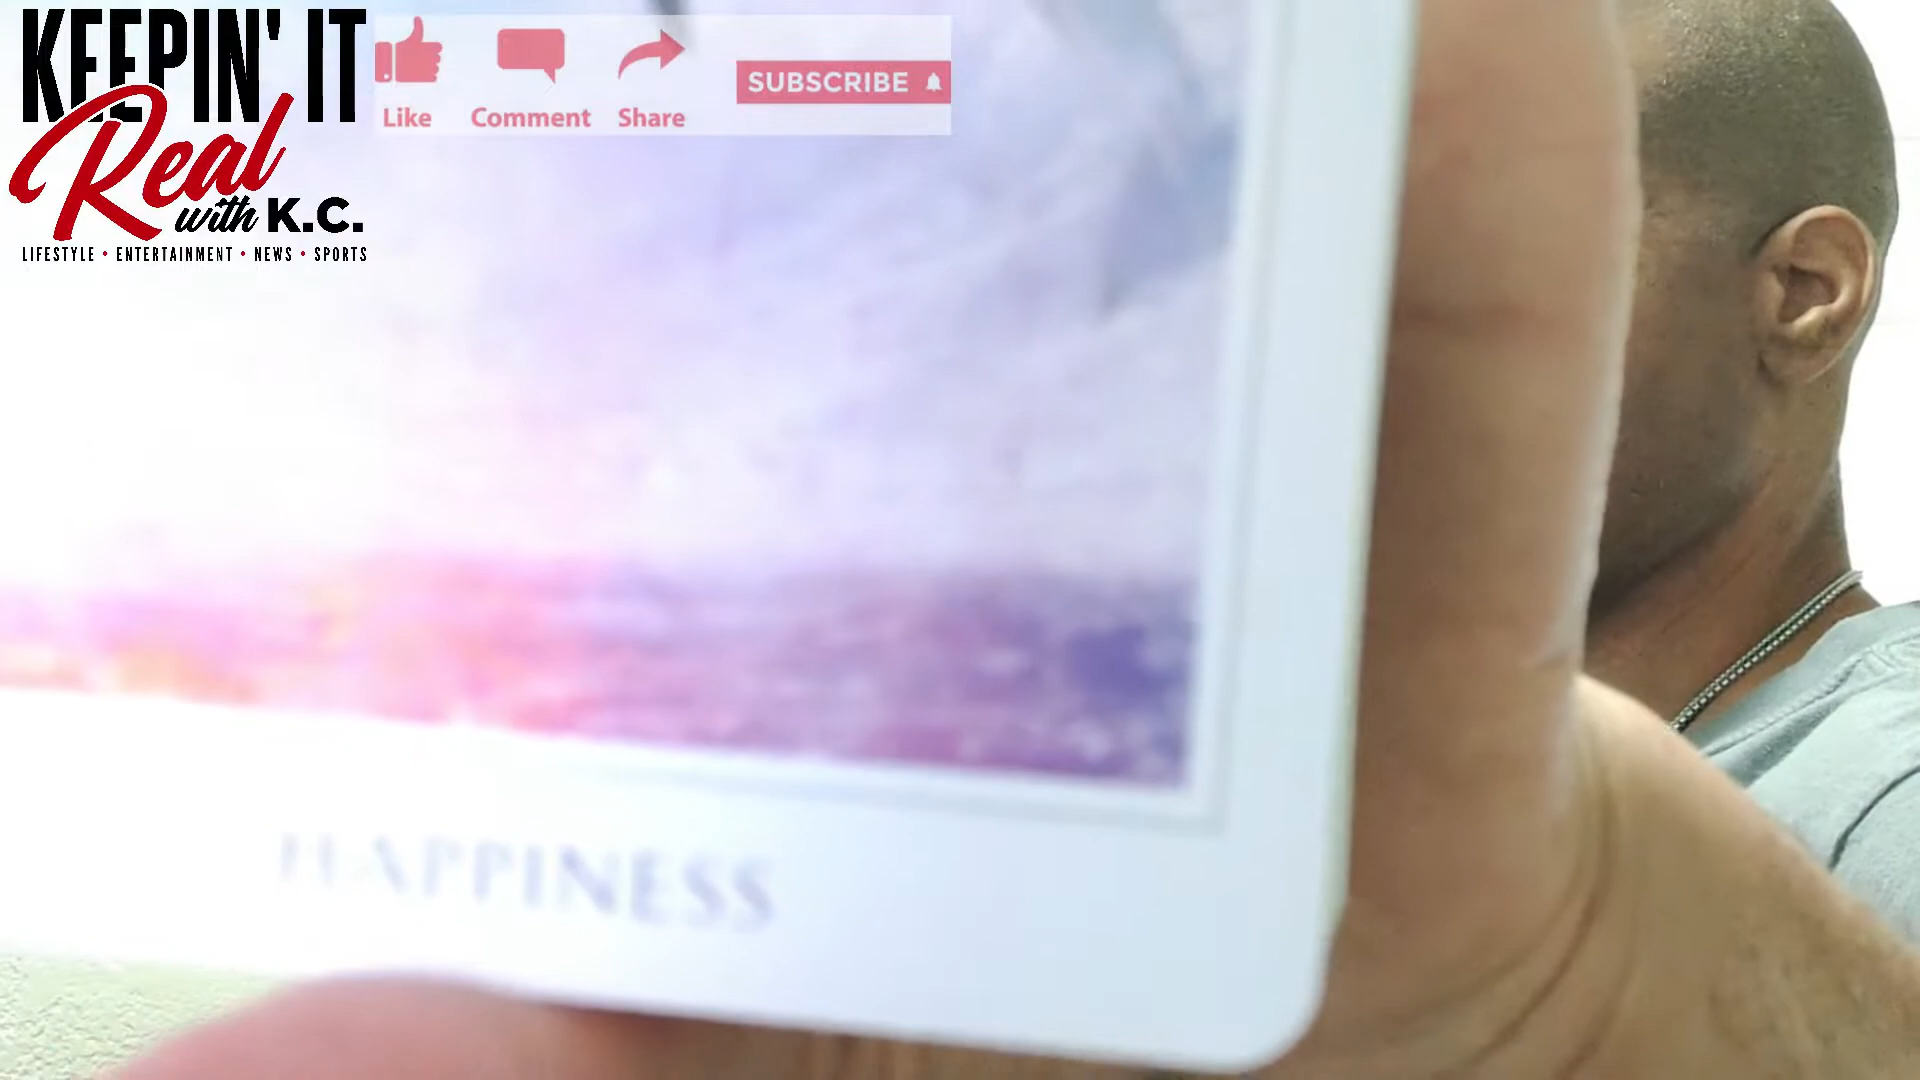 KEEPIN' IT
Real
with K.C.
LIFESTYLE • ENTERTAINMENT • NEWS • SPORTS
Like Comment Share
SUBSCRIBE
HAPPINESS